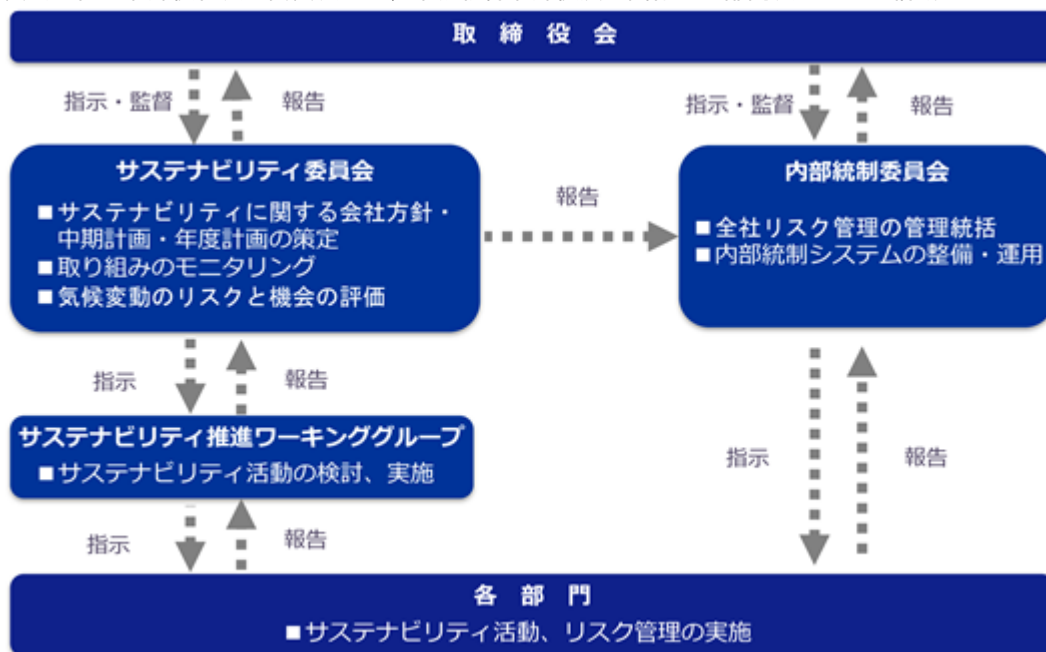 取締役会
指示・監督
報告
指示・監督
報告
サステナビリティ委員会
■サステナビリティに関する会社方針・
中期計画・年度計画の策定
■取り組みのモニタリング
■気候変動のリスクと機会の評価
報告
内部統制委員会
■全社リスク管理の管理統括
■内部統制システムの整備・運用
指示
報告
サステナビリティ推進ワーキンググループ
■サステナビリティ活動の検討、実施
指示
報告
指示
報告
各部門
■サステナビリティ活動、リスク管理の実施